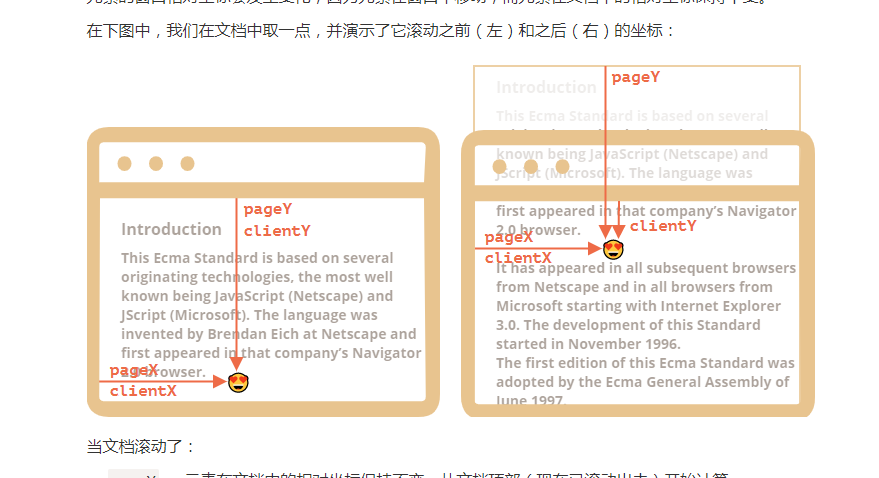 在下图中，我们在文档中取一点，并演示了它滚动之前（左）和之后（右）的坐标：
Introduction
pageY
clientY
This Ecma Standard is based on several
originating technologies, the most well
known being JavaScript (Netscape) and
JScript (Microsoft). The language was
invented by Brendan Eich at Netscape and
first appeared in that company’s Navigator
browser.
pageX
clientX
Introduction
pageY
This Ecma Standard is based on several
known being JavaScript (Netscape) and
JScript (Microsoft). The language was
first appeared in that company’s Navigator
2.0 browser.
clientY
pageX
clientX
It has appeared in all subsequent browsers
from Netscape and in all browsers from
Microsoft starting with Internet Explorer
3.0. The development of this Standard
started in November 1996.
The first edition of this Ecma Standard was
adopted by the Ecma General Assembly of
June 1997.
当文档滚动了：